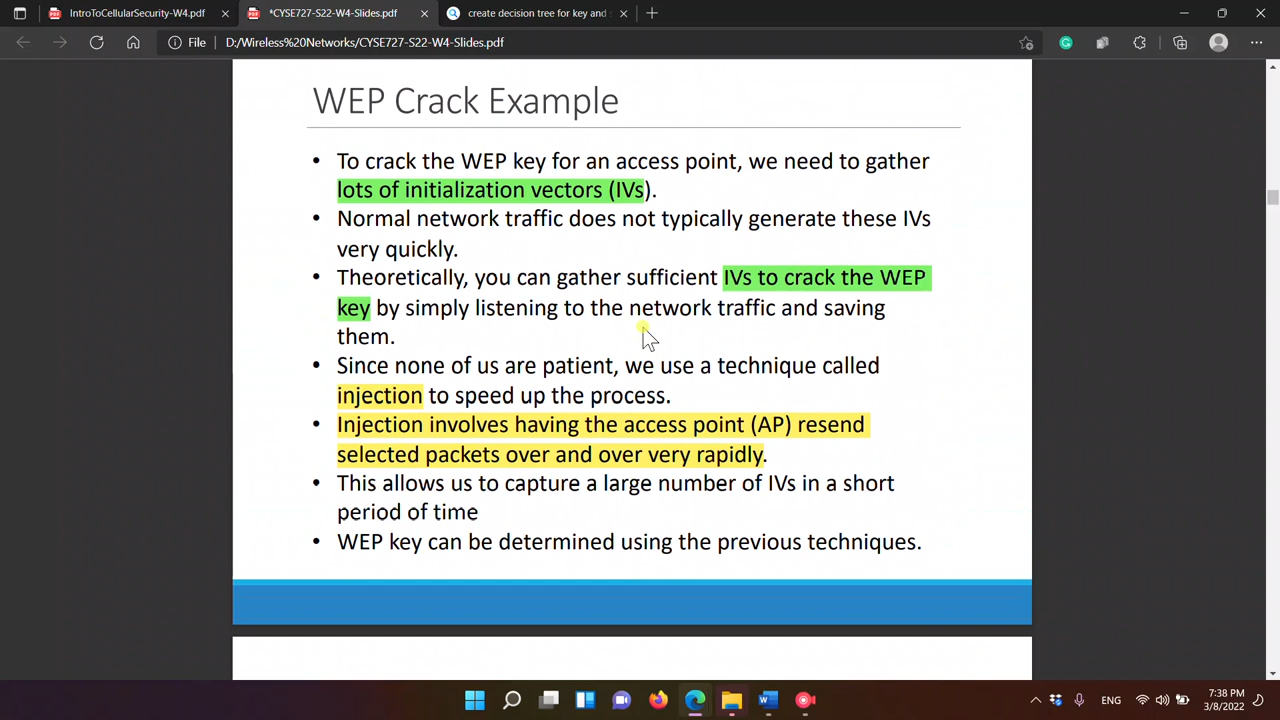 IntroToCellularSecurity-W4.pdf
*CYSE727-S22-W4-Slides.pdf
create decision tree for key and
File
D:/Wireless%20Networks/CYSE727-S22-W4-Slides.pdf
WEP Crack Example
• To crack the WEP key for an access point, we need to gather
lots of initialization vectors (IVs).
• Normal network traffic does not typically generate these IVs
very quickly.
• Theoretically, you can gather sufficient IVs to crack the WEP
key by simply listening to the network traffic and saving
them.
• Since none of us are patient, we use a technique called
injection to speed up the process.
• Injection involves having the access point (AP) resend
selected packets over and over very rapidly.
• This allows us to capture a large number of IVs in a short
period of time
• WEP key can be determined using the previous techniques.
ENG
7:38 PM
3/8/2022